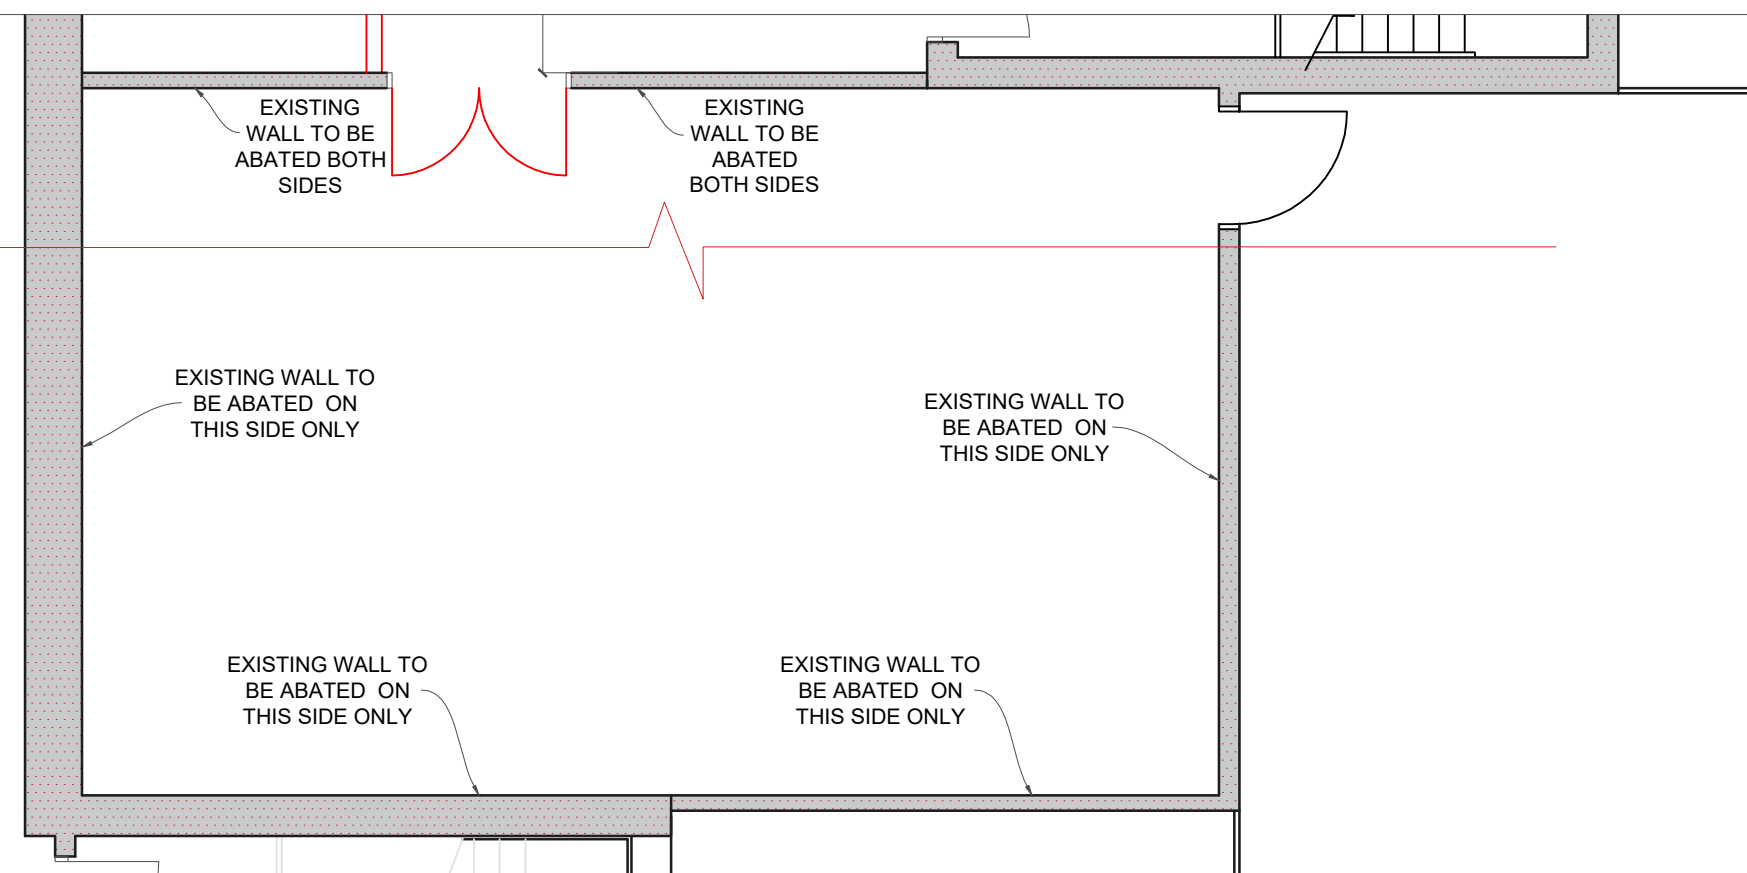 EXISTING
WALL TO BE
ABATED BOTH
SIDES
EXISTING
WALL TO BE
ABATED
BOTH SIDES
EXISTING WALL TO
BE ABATED  ON
THIS SIDE ONLY
EXISTING WALL TO
BE ABATED  ON
THIS SIDE ONLY
EXISTING WALL TO
BE ABATED  ON
THIS SIDE ONLY
EXISTING WALL TO
BE ABATED  ON
THIS SIDE ONLY